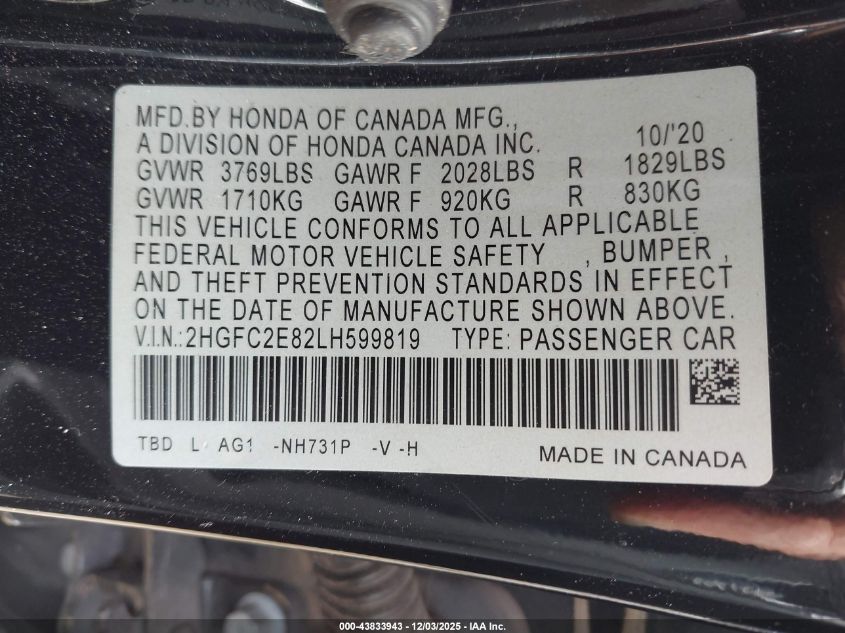 MFD.BY HONDA OF CANADA MFG.,
A DIVISION OF HONDA CANADA INC. 10/'20
GVWR 3769LBS GAWR F 2028LBS R 1829LBS
GVWR 1710KG GAWR F 920KG R 830KG
THIS VEHICLE CONFORMS TO ALL APPLICABLE
FEDERAL MOTOR VEHICLE SAFETY , BUMPER ,
AND THEFT PREVENTION STANDARDS IN EFFECT
ON THE DATE OF MANUFACTURE SHOWN ABOVE.
V.I.N.:2HGFC2E82LH599819 TYPE: PASSENGER CAR
TBD L AG1 -NH731P -V -H
MADE IN CANADA
000-43833943 - 12/03/2025 - IAA Inc.